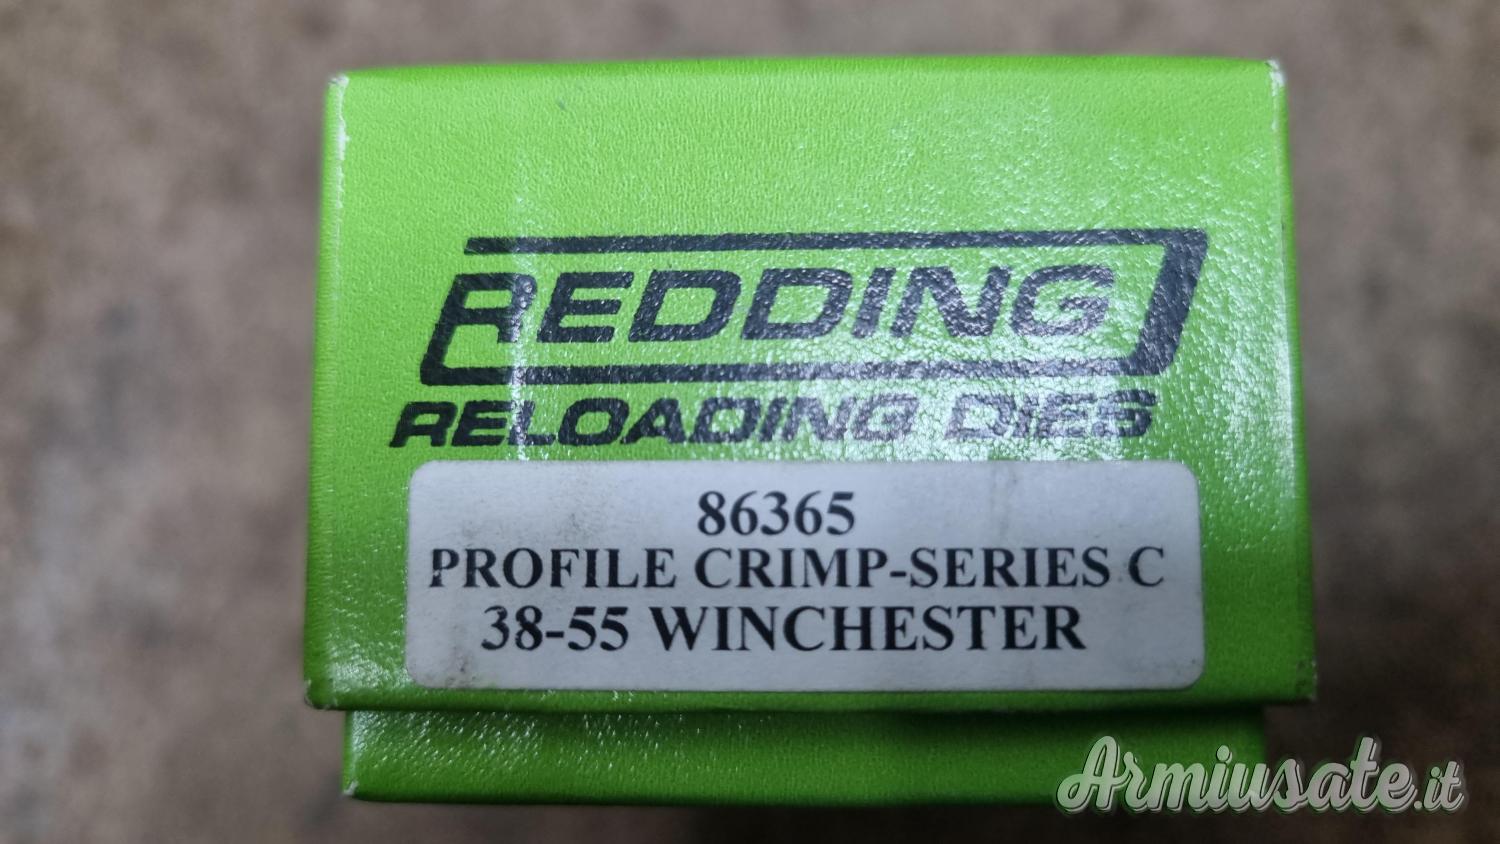 REDDING
RELOADING DIES
86365
PROFILE CRIMP-SERIES C
38-55 WINCHESTER
Armiusate.it